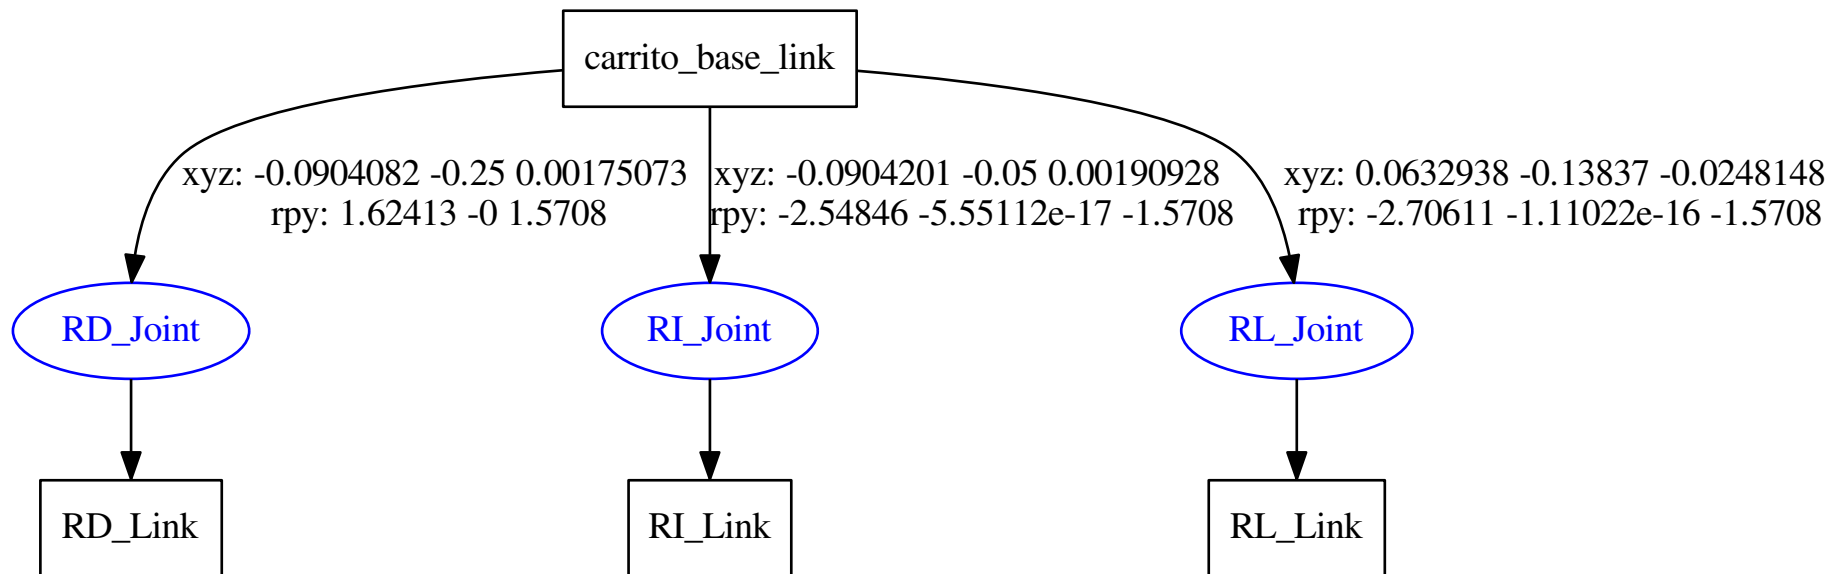 carrito_base_link
xyz: -0.0904082 -0.25 0.00175073
rpy: 1.62413 -0 1.5708
xyz: -0.0904201 -0.05 0.00190928
rpy: -2.54846 -5.55112e-17 -1.5708
xyz: 0.0632938 -0.13837 -0.0248148
rpy: -2.70611 -1.11022e-16 -1.5708
RD_Joint
RI_Joint
RL_Joint
RD_Link
RI_Link
RL_Link